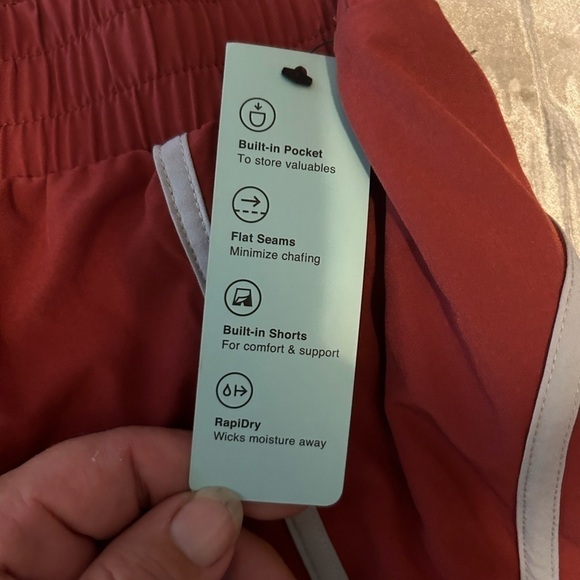 Built-in Pocket
To store valuables
Flat Seams
Minimize chafing
Built-in Shorts
For comfort & support
RapiDry
Wicks moisture away